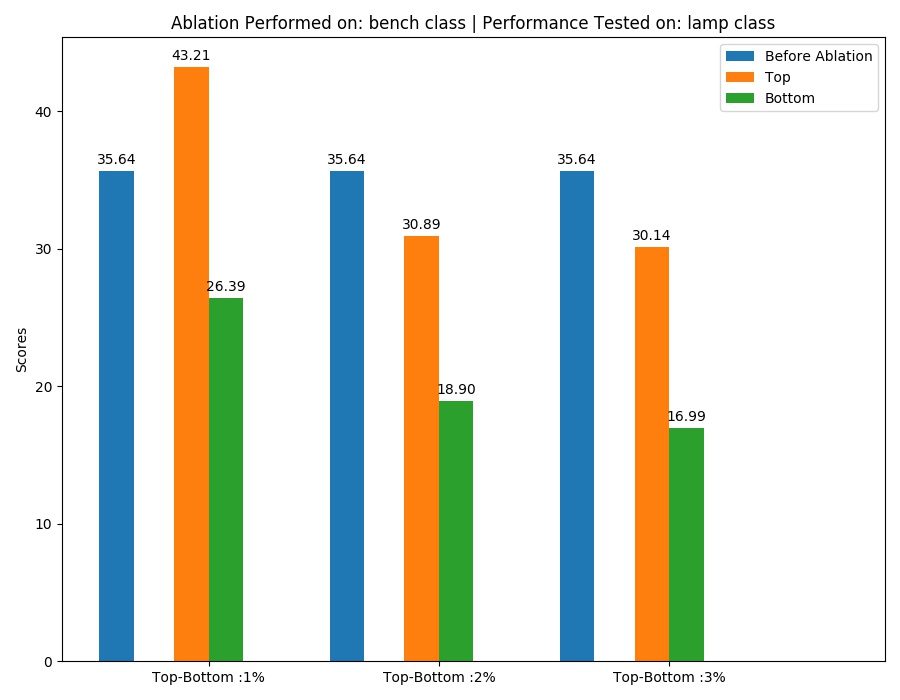 Ablation Performed on: bench class | Performance Tested on: lamp class
Before Ablation
Top
Bottom
43.21
35.64
35.64
35.64
30.89
30.14
26.39
18.90
16.99
Scores
40
30
20
10
0
Top-Bottom :1%
Top-Bottom :2%
Top-Bottom :3%